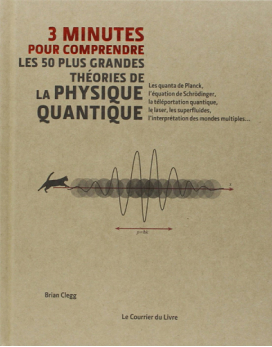 3 MINUTES
POUR COMPRENDRE
LES 50 PLUS GRANDES
THÉORIES DE
LA PHYSIQUE
QUANTIQUE
Les quanta de Planck,
l'équation de Schrödinger,
la téléportation quantique,
le laser, les superfluides,
l'interprétation des mondes multiples...
Brian Clegg
Le Courrier du Livre